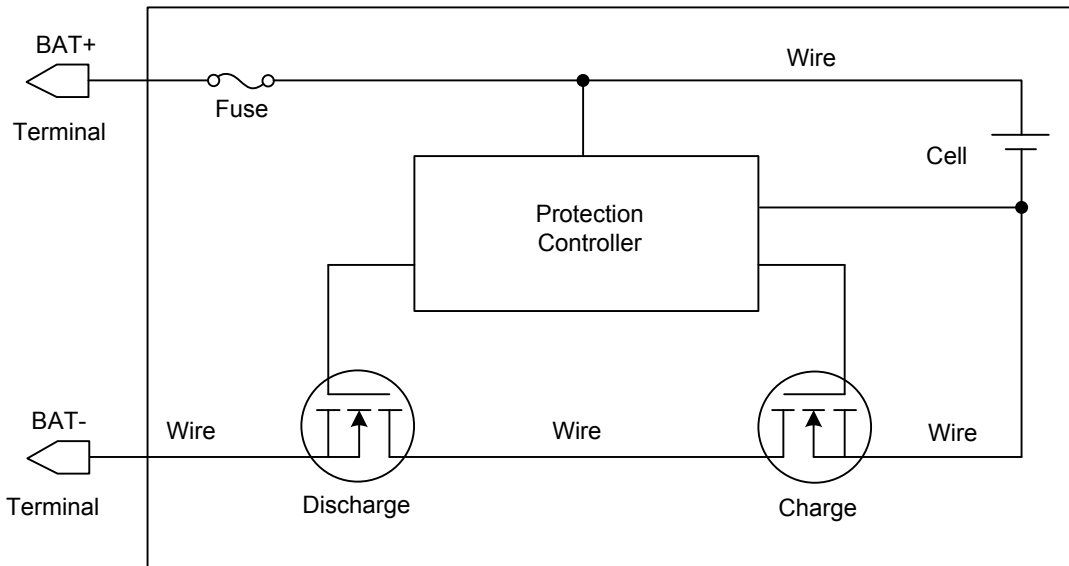 BAT+
Wire
Fuse
Terminal
Cell
Protection
Controller
BAT-
Wire
Wire
Wire
Terminal
Discharge
Charge